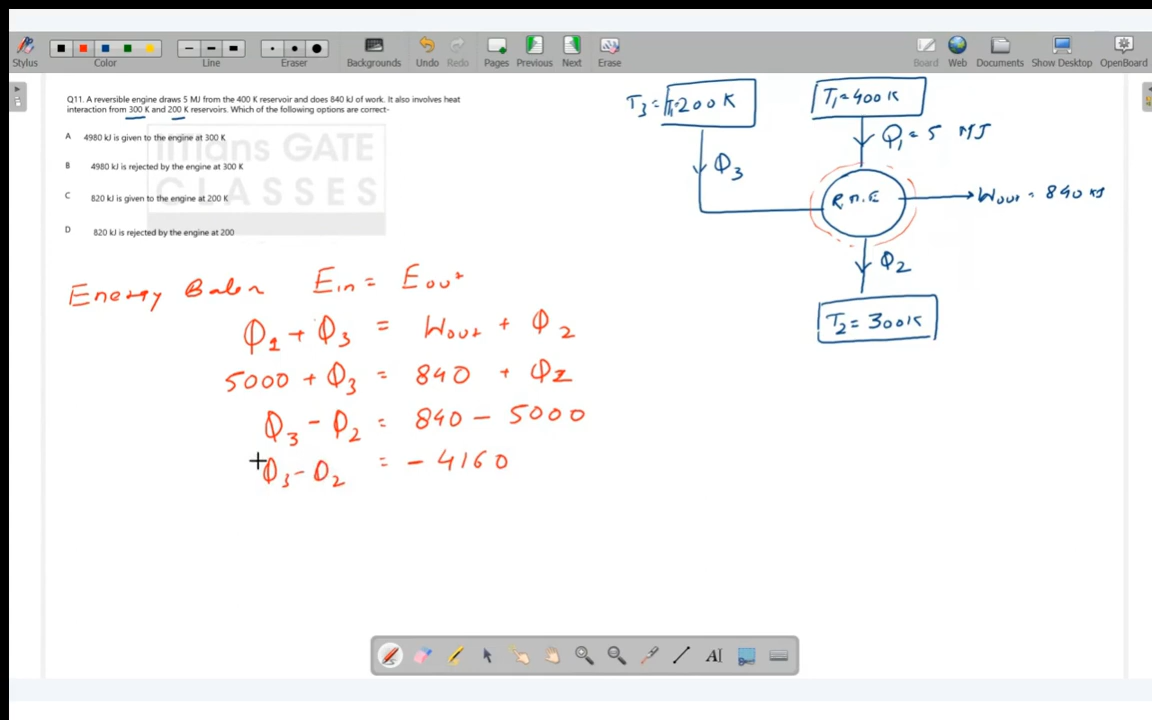 Stylus
Color
Line
Eraser
Backgrounds
Undo
Redo
Pages
Previous
Next
Erase
Board
Web
Documents
Show Desktop
OpenBoard
Q11. A reversible engine draws 5 MJ from the 400 K reservoir and does 840 kJ of work. It also involves heat
interaction from 300 K and 200 K reservoirs. Which of the following options are correct-
A 4980 kJ is given to the engine at 300 K
B 4980 kJ is rejected by the engine at 300 K
C 820 kJ is given to the engine at 200 K
D 820 kJ is rejected by the engine at 200
imans GATE
CLASSES
T3 = 200 K
T1 = 400 K
Q1 = 5 MJ
Q3
Wout = 840 KJ
Q2
T2 = 300K
Energy Ein = Eout
Q1 + Q3 = Wout + Q2
5000 + Q3 = 840 + Q2
Q3 - Q2 = 840 - 5000
Q3 - Q2 = - 4160
AI